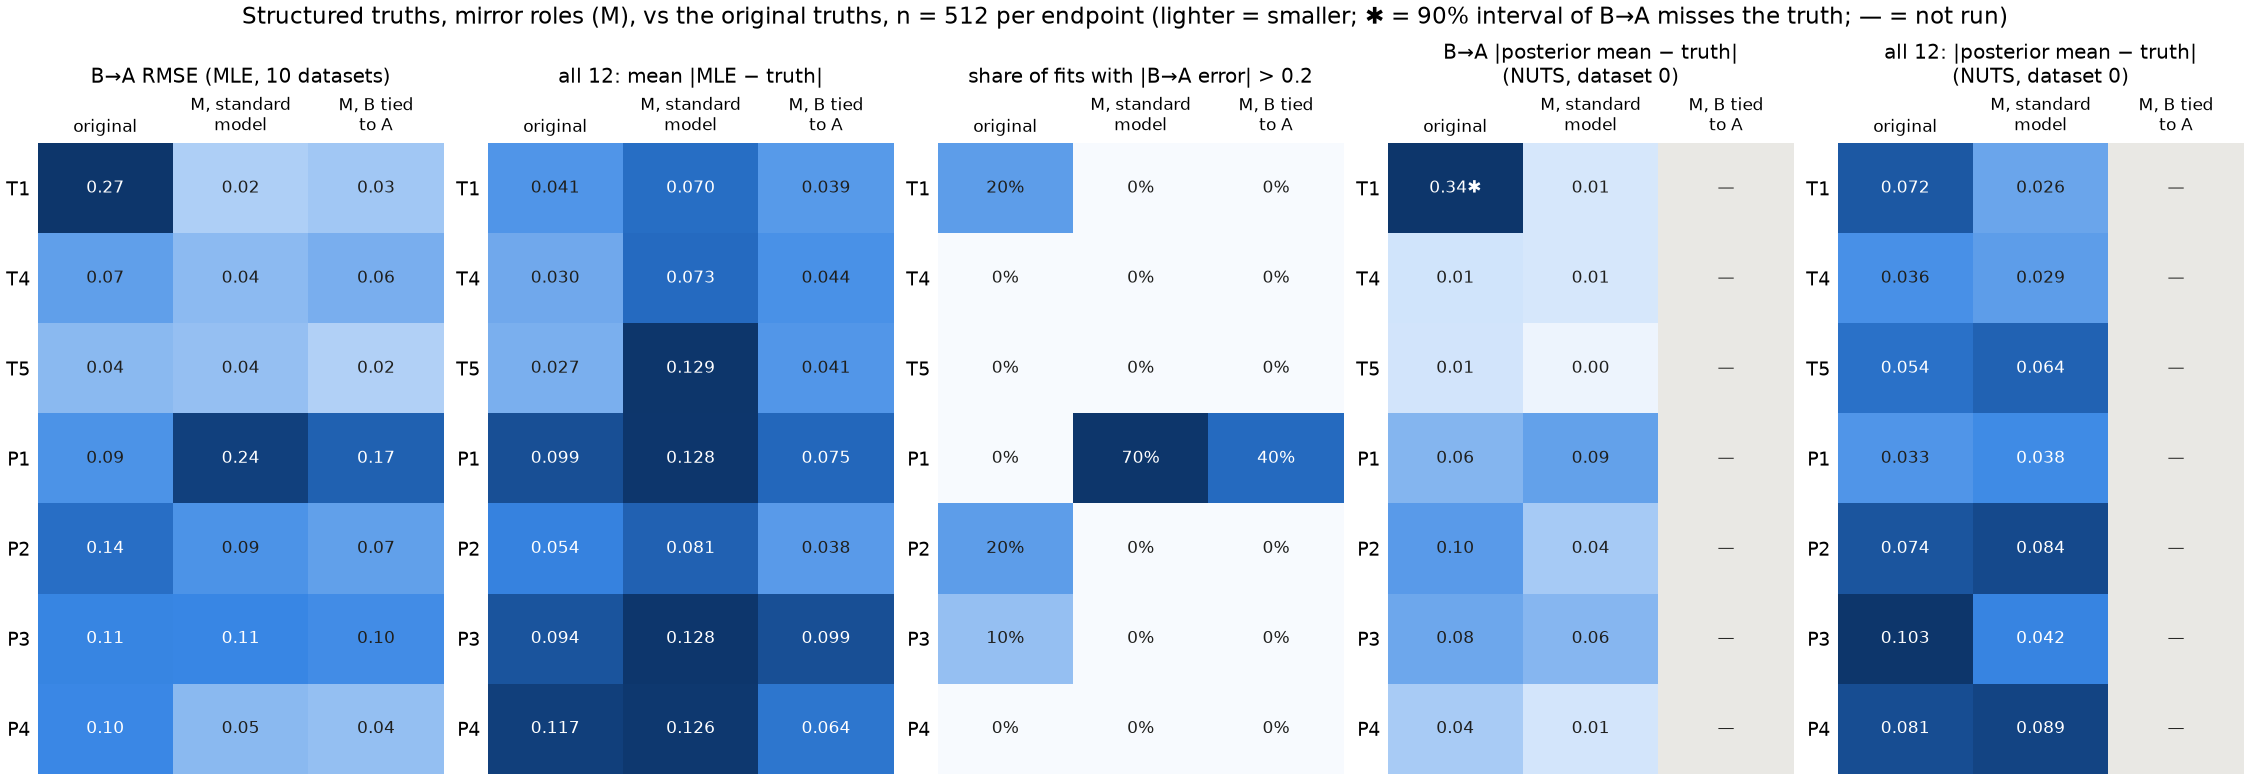 Structured truths, mirror roles (M), vs the original truths, n = 512 per endpoint (lighter = smaller; ✱ = 90% interval of B→A misses the truth; — = not run)
B→A RMSE (MLE, 10 datasets)
original
M, standard
model
M, B tied
to A
T1 0.27 0.02 0.03
T4 0.07 0.04 0.06
T5 0.04 0.04 0.02
P1 0.09 0.24 0.17
P2 0.14 0.09 0.07
P3 0.11 0.11 0.10
P4 0.10 0.05 0.04
all 12: mean |MLE − truth|
original
M, standard
model
M, B tied
to A
T1 0.041 0.070 0.039
T4 0.030 0.073 0.044
T5 0.027 0.129 0.041
P1 0.099 0.128 0.075
P2 0.054 0.081 0.038
P3 0.094 0.128 0.099
P4 0.117 0.126 0.064
share of fits with |B→A error| > 0.2
original
M, standard
model
M, B tied
to A
T1 20% 0% 0%
T4 0% 0% 0%
T5 0% 0% 0%
P1 0% 70% 40%
P2 20% 0% 0%
P3 10% 0% 0%
P4 0% 0% 0%
B→A |posterior mean − truth|
(NUTS, dataset 0)
original
M, standard
model
M, B tied
to A
T1 0.34✱ 0.01 —
T4 0.01 0.01 —
T5 0.01 0.00 —
P1 0.06 0.09 —
P2 0.10 0.04 —
P3 0.08 0.06 —
P4 0.04 0.01 —
all 12: |posterior mean − truth|
(NUTS, dataset 0)
original
M, standard
model
M, B tied
to A
T1 0.072 0.026 —
T4 0.036 0.029 —
T5 0.054 0.064 —
P1 0.033 0.038 —
P2 0.074 0.084 —
P3 0.103 0.042 —
P4 0.081 0.089 —